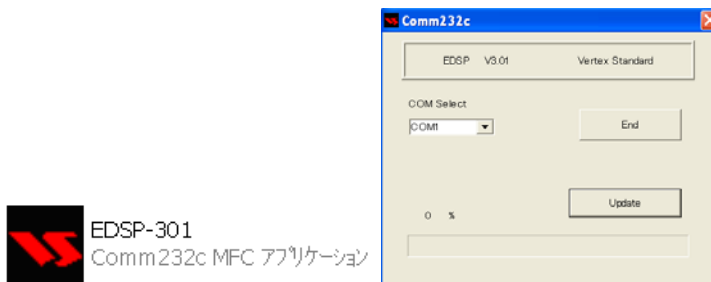 Comm232c
EDSP V3.01 Vertex Standard
COM Select
COM1
End
Update
0 %
EDSP-301
Comm232c MFC アプリケーション